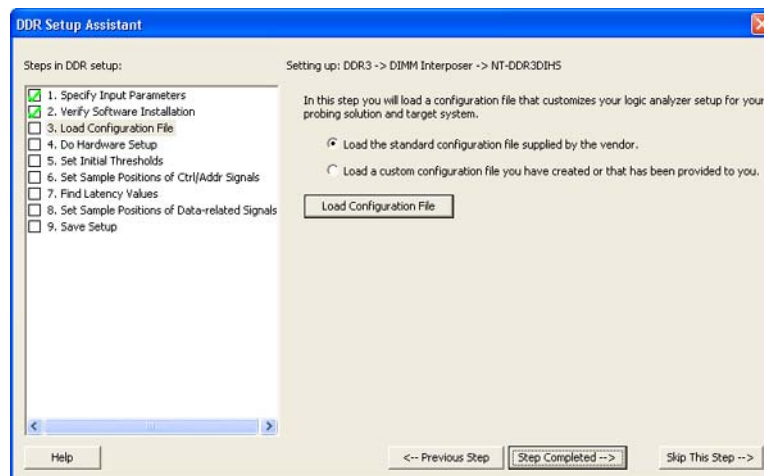 DDR Setup Assistant
Steps in DDR setup:
1. Specify Input Parameters
2. Verify Software Installation
3. Load Configuration File
4. Do Hardware Setup
5. Set Initial Thresholds
6. Set Sample Positions of Ctrl/Addr Signals
7. Find Latency Values
8. Set Sample Positions of Data-related Signals
9. Save Setup
Setting up: DDR3 -> DIMM Interposer -> NT-DDR3DIHS
In this step you will load a configuration file that customizes your logic analyzer setup for your
probing solution and target system.
Load the standard configuration file supplied by the vendor.
Load a custom configuration file you have created or that has been provided to you.
Load Configuration File
Help
<-- Previous Step
Step Completed -->
Skip This Step -->